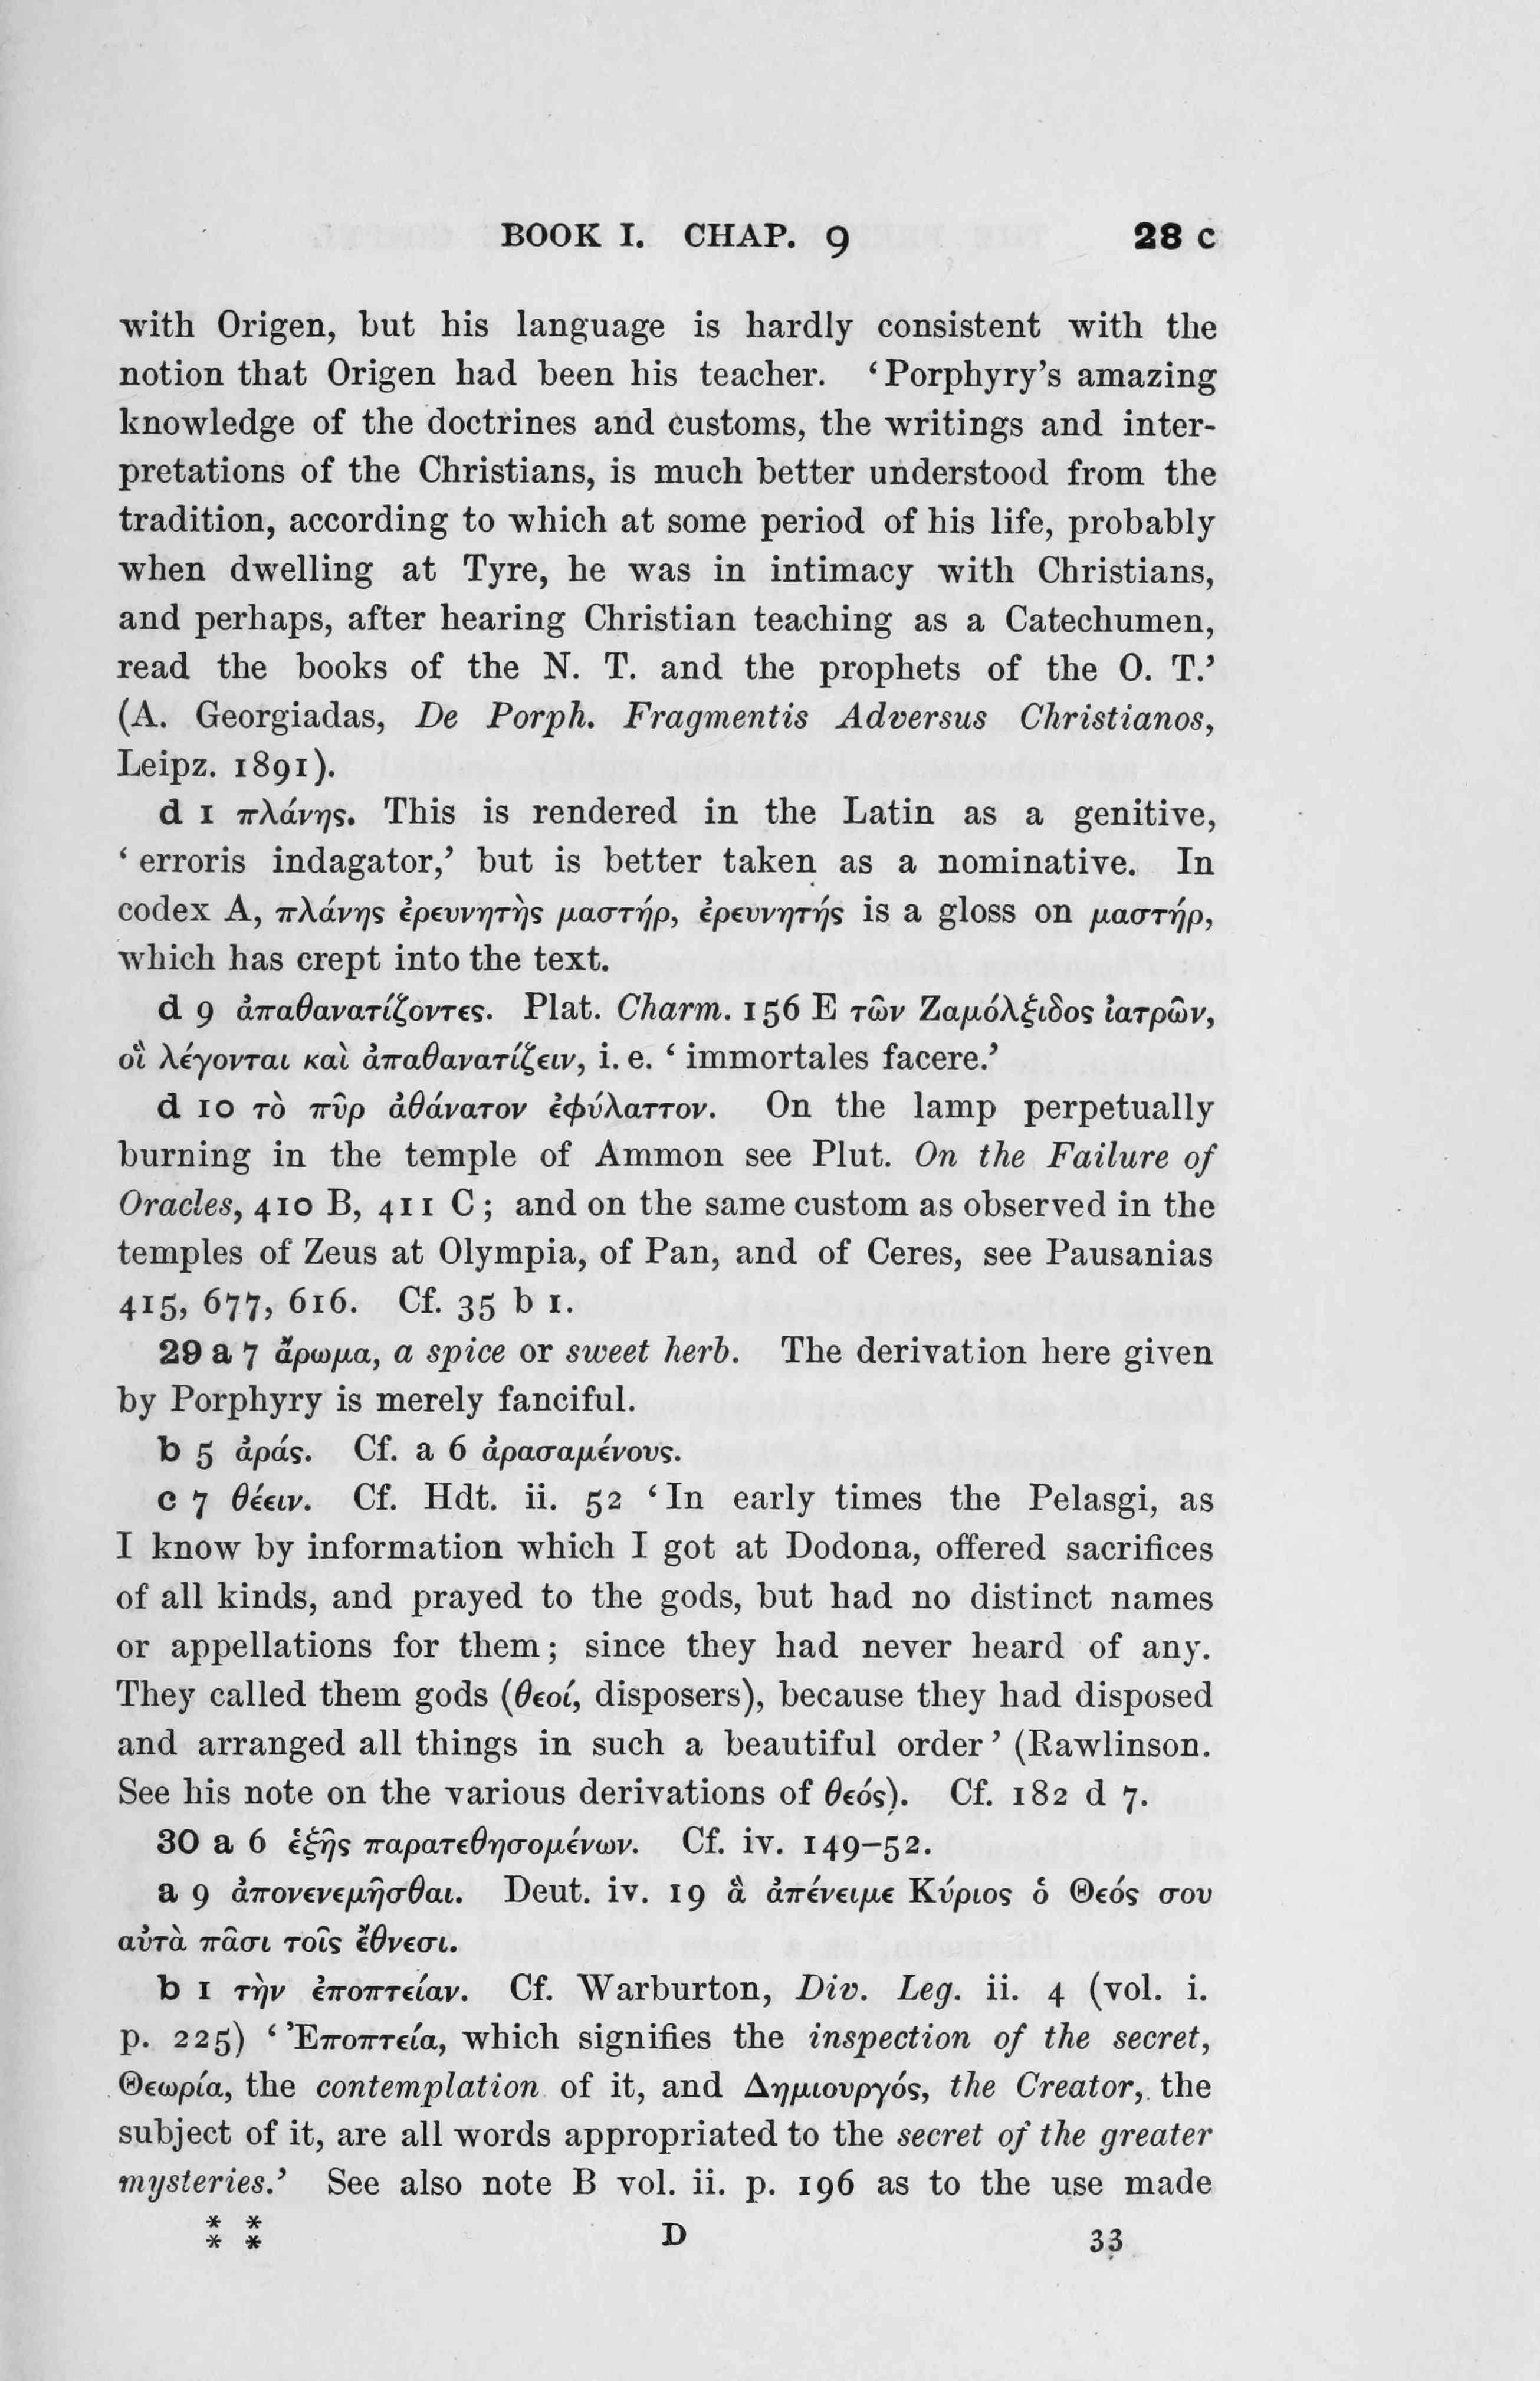 BOOK I. CHAP. 9 28 c
with Origen, but his language is hardly consistent with the
notion that Origen had been his teacher. ‘Porphyry’s amazing
knowledge of the doctrines and customs, the writings and inter-
pretations of the Christians, is much better understood from the
tradition, according to which at some period of his life, probably
when dwelling at Tyre, he was in intimacy with Christians,
and perhaps, after hearing Christian teaching as a Catechumen,
read the books of the N. T. and the prophets of the O. T.’
(A. Georgiadas, De Porph. Fragmentis Adversus Christianos,
Leipz. 1891).
d 1 πλάνης. This is rendered in the Latin as a genitive,
‘erroris indagator,’ but is better taken as a nominative. In
codex A, πλάνης ἐρευνητὴς μαστήρ, ἐρευνητής is a gloss on μαστήρ,
which has crept into the text.
d 9 ἀπαθανατίζοντες. Plat. Charm. 156 E τῶν Ζαμόλξιδος ἰατρῶν,
οἳ λέγονται καὶ ἀπαθανατίζειν, i. e. ‘immortales facere.’
d 10 τὸ πῦρ ἀθάνατον ἐφύλαττον. On the lamp perpetually
burning in the temple of Ammon see Plut. On the Failure of
Oracles, 410 B, 411 C; and on the same custom as observed in the
temples of Zeus at Olympia, of Pan, and of Ceres, see Pausanias
415, 677, 616. Cf. 35 b 1.
29 a 7 ἄρωμα, a spice or sweet herb. The derivation here given
by Porphyry is merely fanciful.
b 5 ἀράς. Cf. a 6 ἀρασαμένους.
c 7 θέειν. Cf. Hdt. ii. 52 ‘In early times the Pelasgi, as
I know by information which I got at Dodona, offered sacrifices
of all kinds, and prayed to the gods, but had no distinct names
or appellations for them; since they had never heard of any.
They called them gods (θεοί, disposers), because they had disposed
and arranged all things in such a beautiful order’ (Rawlinson.
See his note on the various derivations of θεός). Cf. 182 d 7.
30 a 6 ἑξῆς παρατεθησομένων. Cf. iv. 149–52.
a 9 ἀπονενεμῆσθαι. Deut. iv. 19 ἃ ἀπένειμε Κύριος ὁ Θεός σου
αὐτὰ πᾶσι τοῖς ἔθνεσι.
b 1 τὴν ἐποπτείαν. Cf. Warburton, Div. Leg. ii. 4 (vol. i.
p. 225) ‘Ἐποπτεία, which signifies the inspection of the secret,
Θεωρία, the contemplation of it, and Δημιουργός, the Creator, the
subject of it, are all words appropriated to the secret of the greater
mysteries.’ See also note B vol. ii. p. 196 as to the use made
* *
* * D 33